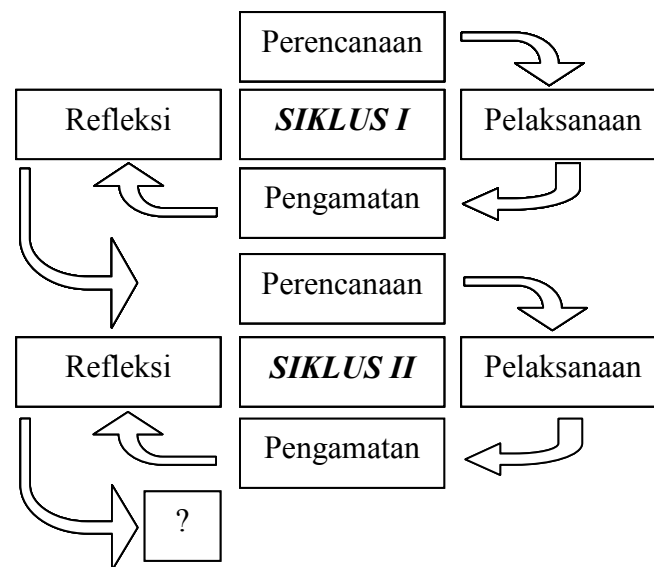 Perencanaan
Refleksi
SIKLUS I
Pelaksanaan
Pengamatan
Perencanaan
Refleksi
SIKLUS II
Pelaksanaan
Pengamatan
?